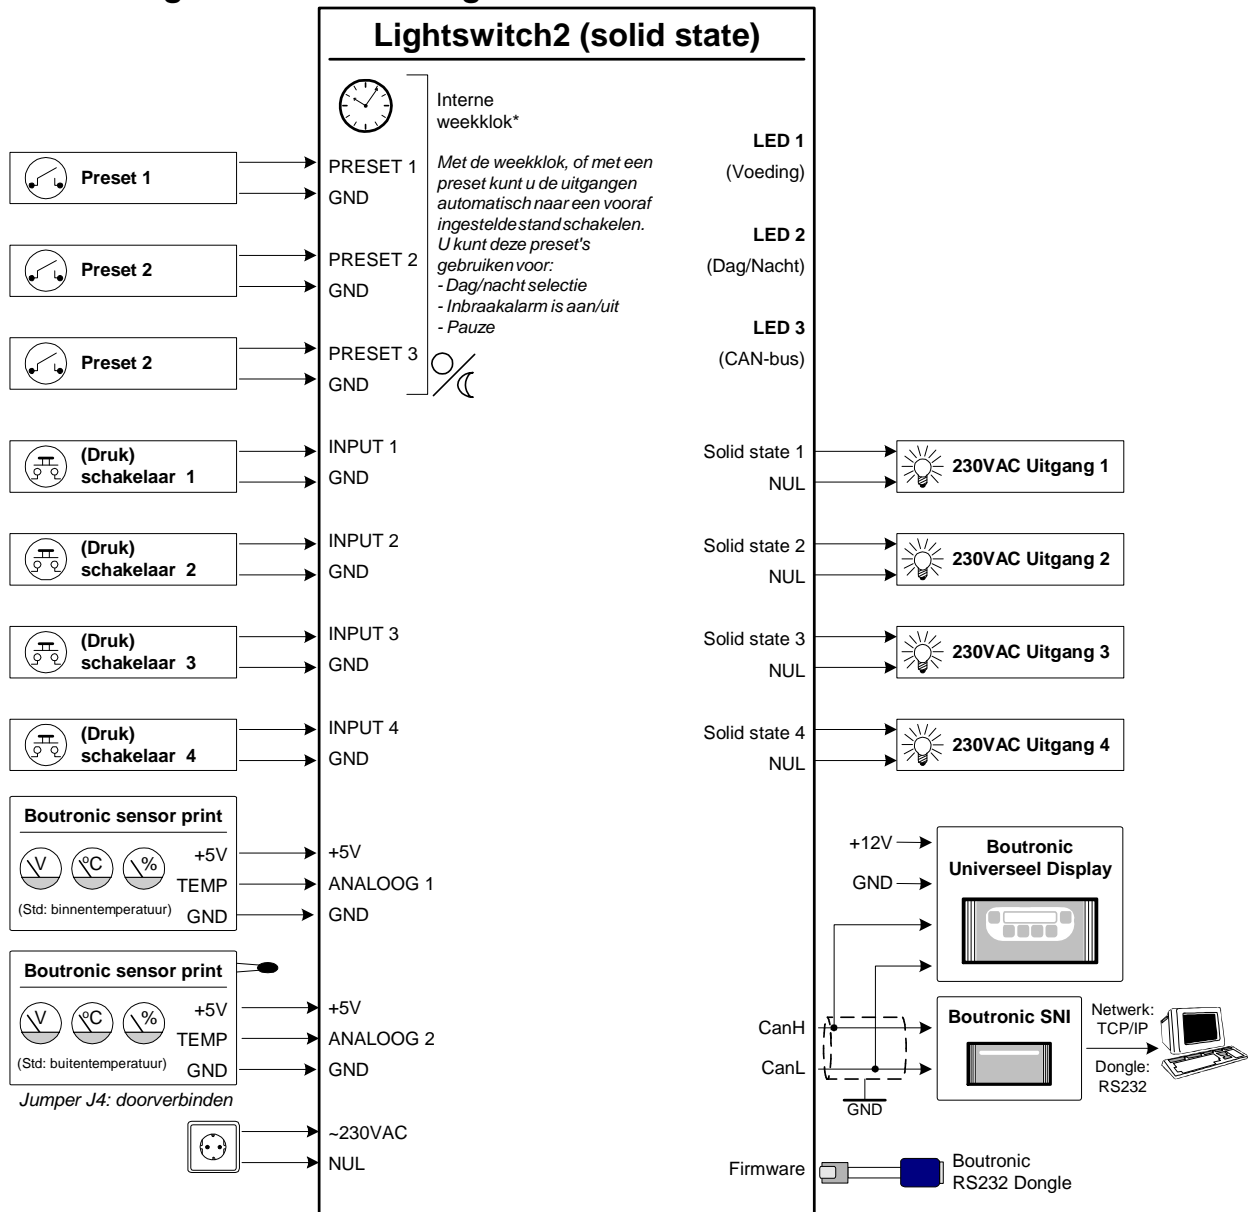 Lightswitch2 (solid state)
Interne
weekklok*
Met de weekklok, of met een
preset kunt u de uitgangen
automatisch naar een vooraf
ingestelde stand schakelen.
U kunt deze preset's
gebruiken voor:
- Dag/nacht selectie
- Inbraakalarm is aan/uit
- Pauze
LED 1
(Voeding)
LED 2
(Dag/Nacht)
LED 3
(CAN-bus)
Preset 1
PRESET 1
GND
Preset 2
PRESET 2
GND
Preset 2
PRESET 3
GND
(Druk)
schakelaar 1
INPUT 1
GND
Solid state 1
NUL
230VAC Uitgang 1
(Druk)
schakelaar 2
INPUT 2
GND
Solid state 2
NUL
230VAC Uitgang 2
(Druk)
schakelaar 3
INPUT 3
GND
Solid state 3
NUL
230VAC Uitgang 3
(Druk)
schakelaar 4
INPUT 4
GND
Solid state 4
NUL
230VAC Uitgang 4
Boutronic sensor print
V
ºC
%
+5V
TEMP
GND
(Std: binnentemperatuur)
+5V
ANALOOG 1
GND
+12V
GND
Boutronic
Universeel Display
Boutronic sensor print
V
ºC
%
+5V
TEMP
GND
(Std: buitentemperatuur)
+5V
ANALOOG 2
GND
Jumper J4: doorverbinden
CanH
CanL
GND
Boutronic SNI
Netwerk:
TCP/IP
Dongle:
RS232
~230VAC
NUL
Firmware
Boutronic
RS232 Dongle